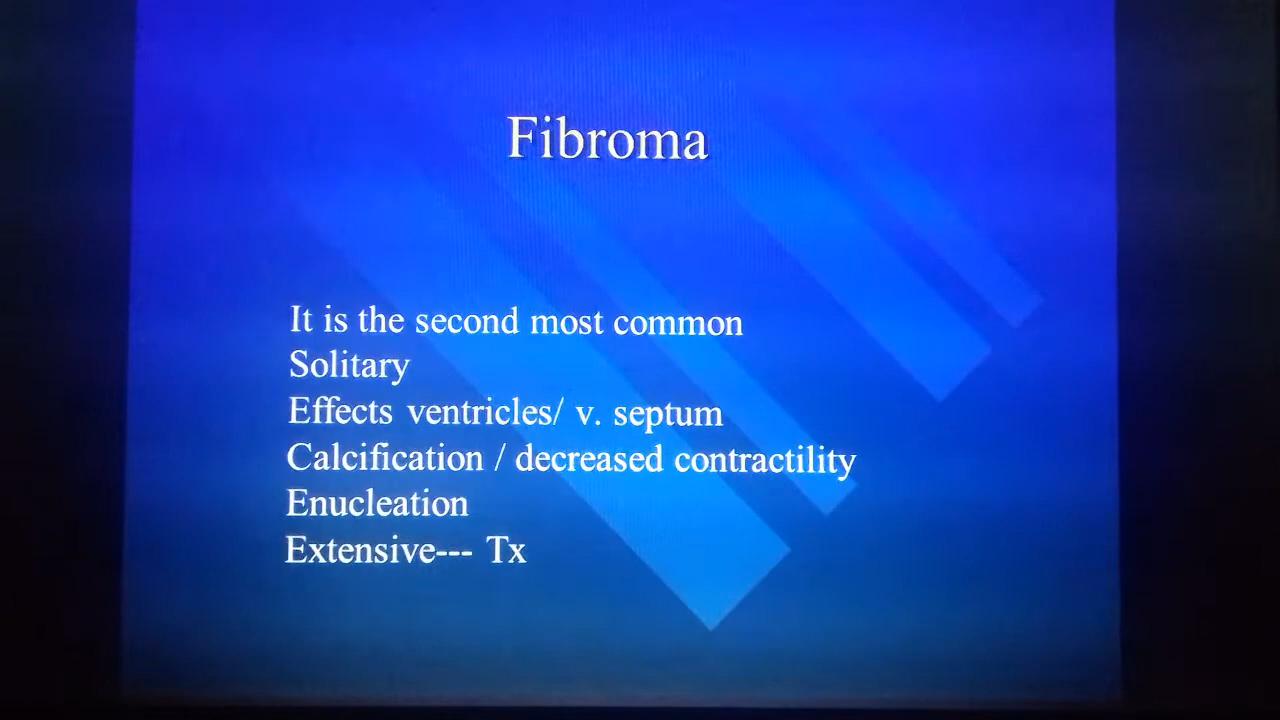 Fibroma
It is the second most common
Solitary
Effects ventricles/ v. septum
Calcification / decreased contractility
Enucleation
Extensive--- Tx